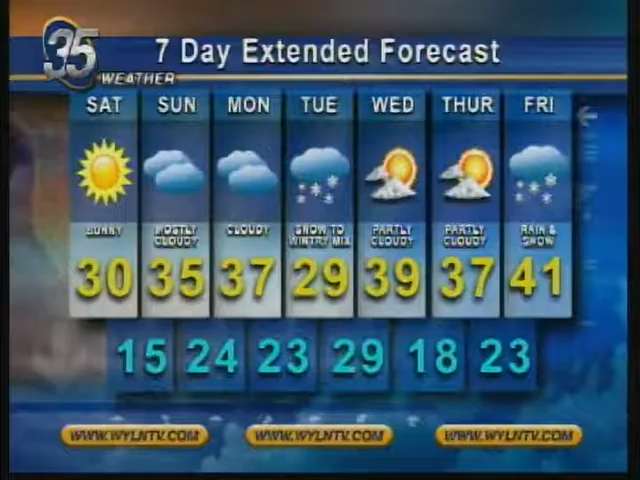 35
7 Day Extended Forecast
WEATHER
SAT SUN MON TUE WED THUR FRI
SUNNY MOSTLY CLOUDY CLOUDY SNOW TO WINTRY MIX PARTLY CLOUDY PARTLY CLOUDY RAIN & SNOW
30 35 37 29 39 37 41
15 24 23 29 18 23
WWW.WYLNTV.COM WWW.WYLNTV.COM WWW.WYLNTV.COM